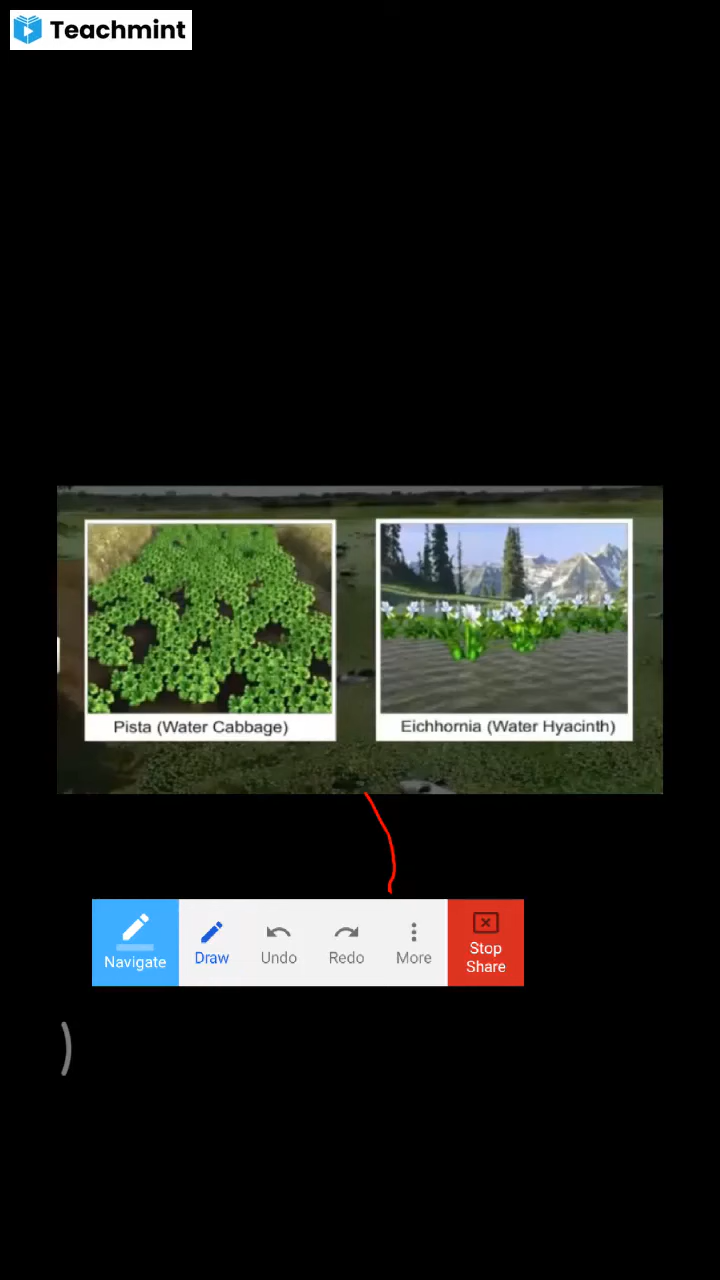 Teachmint
Pista (Water Cabbage)
Eichhornia (Water Hyacinth)
Navigate
Draw
Undo
Redo
More
Stop
Share